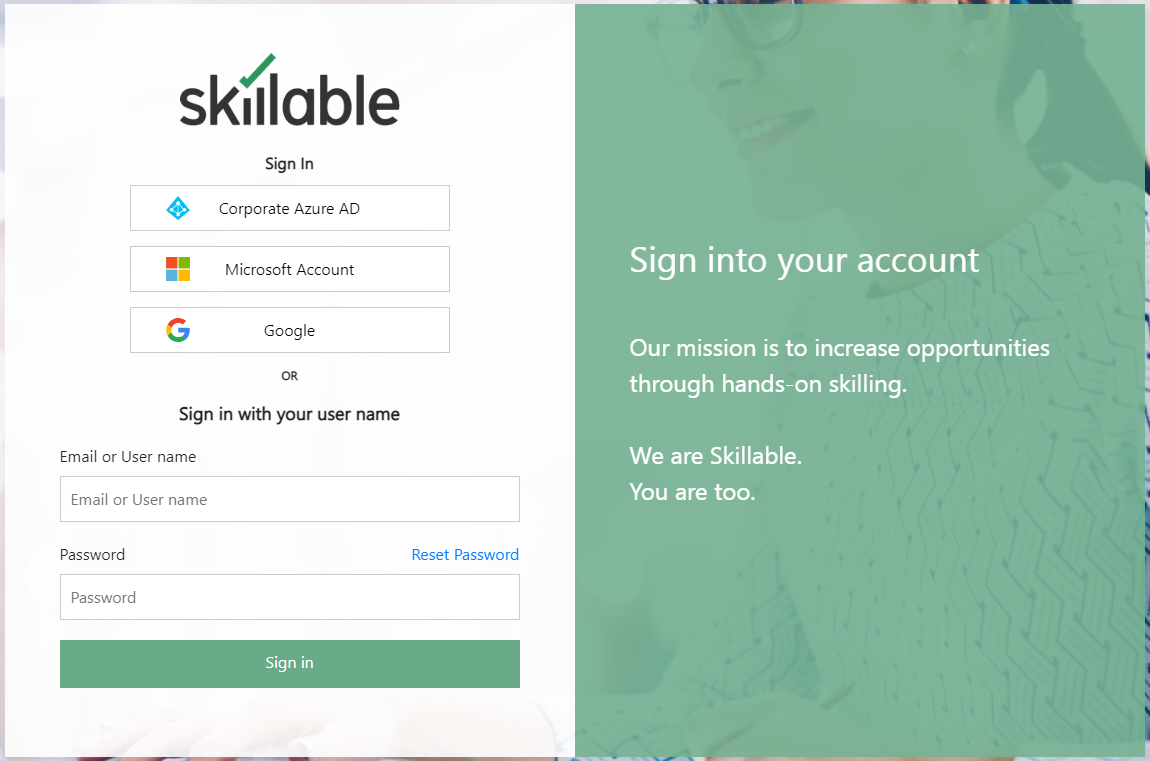 skillable
Sign In
Corporate Azure AD
Microsoft Account
Google
OR
Sign in with your user name
Email or User name
Email or User name
Password Reset Password
Password
Sign in
Sign into your account
Our mission is to increase opportunities
through hands-on skilling.
We are Skillable.
You are too.